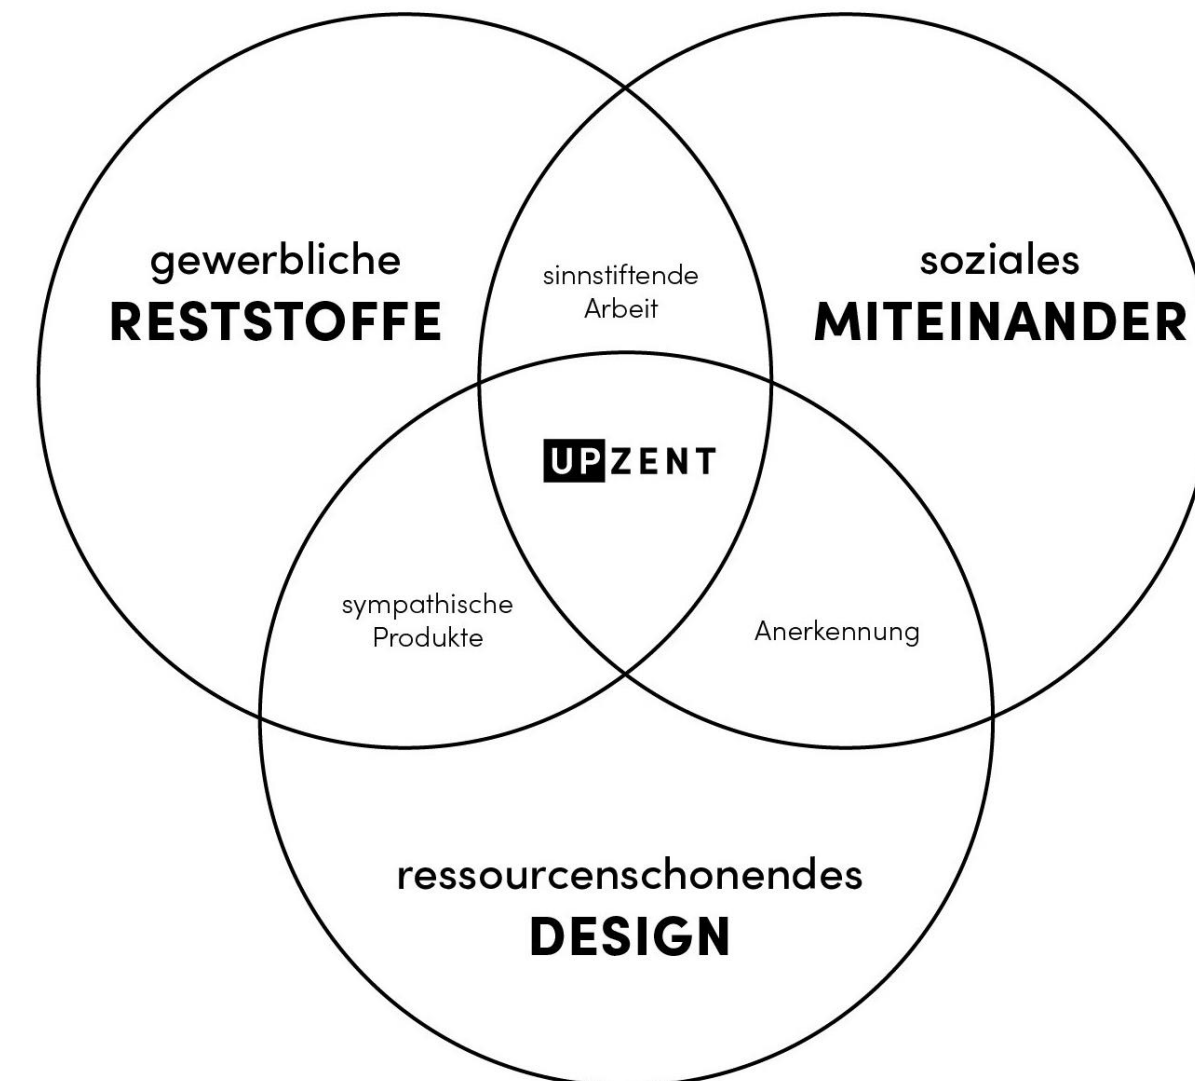 gewerbliche
RESTSTOFFE
sinnstiftende
Arbeit
soziales
MITEINANDER
UPZENT
sympathische
Produkte
Anerkennung
ressourcenschonendes
DESIGN